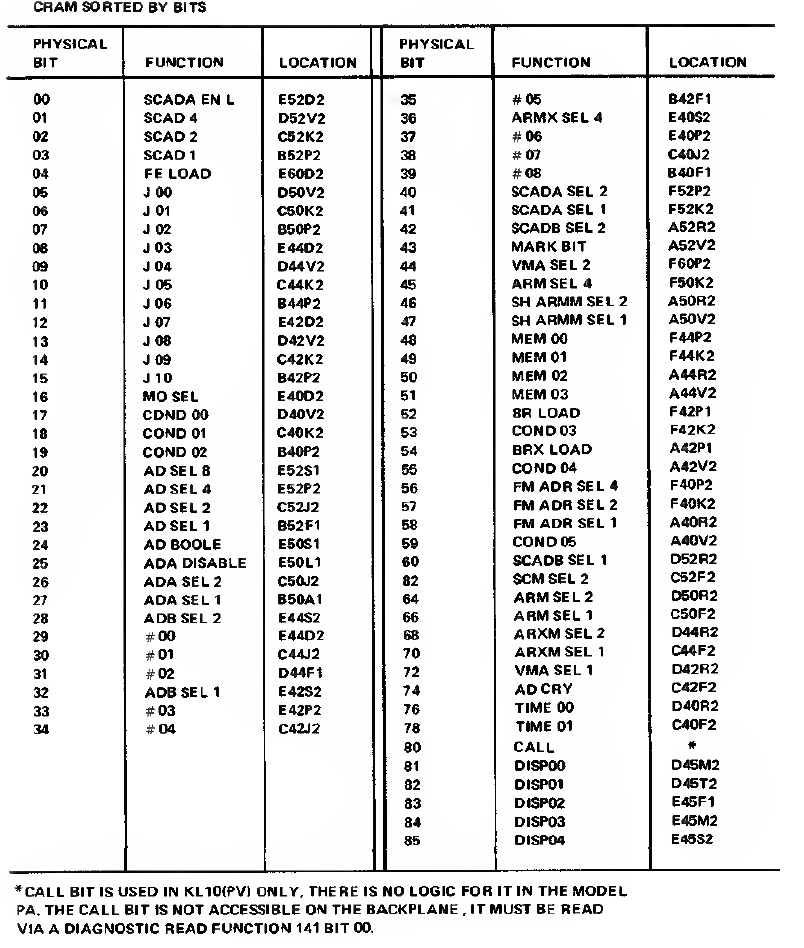 CRAM SORTED BY BITS
PHYSICAL BIT FUNCTION LOCATION
00 SCADA EN L E52D2
01 SCAD 4 D52V2
02 SCAD 2 C52K2
03 SCAD 1 B52P2
04 FE LOAD E60D2
05 J 00 D50V2
06 J 01 C50K2
07 J 02 B50P2
08 J 03 E44D2
09 J 04 D44V2
10 J 05 C44K2
11 J 06 B44P2
12 J 07 E42D2
13 J 08 D42V2
14 J 09 C42K2
15 J 10 B42P2
16 MO SEL E40D2
17 COND 00 D40V2
18 COND 01 C40K2
19 COND 02 B40P2
20 AD SEL 8 E52S1
21 AD SEL 4 E52P2
22 AD SEL 2 C52J2
23 AD SEL 1 B52F1
24 AD BOOLE E50S1
25 ADA DISABLE E50L1
26 ADA SEL 2 C50J2
27 ADA SEL 1 B50A1
28 ADB SEL 2 E44S2
29 #00 E44D2
30 #01 C44J2
31 #02 D44F1
32 ADB SEL 1 E42S2
33 #03 E42P2
34 #04 C42J2
PHYSICAL BIT FUNCTION LOCATION
35 #05 B42F1
36 ARMX SEL 4 E40S2
37 #06 E40P2
38 #07 C40J2
39 #08 B40F1
40 SCADA SEL 2 F52P2
41 SCADA SEL 1 F52K2
42 SCADB SEL 2 A52R2
43 MARK BIT A52V2
44 VMA SEL 2 F60P2
45 ARM SEL 4 F50K2
46 SH ARMM SEL 2 A50R2
47 SH ARMM SEL 1 A50V2
48 MEM 00 F44P2
49 MEM 01 F44K2
50 MEM 02 A44R2
51 MEM 03 A44V2
52 BR LOAD F42P1
53 COND 03 F42K2
54 BRX LOAD A42P1
55 COND 04 A42V2
56 FM ADR SEL 4 F40P2
57 FM ADR SEL 2 F40K2
58 FM ADR SEL 1 A40R2
59 COND 05 A40V2
60 SCADB SEL 1 D52R2
82 SCM SEL 2 C52F2
64 ARM SEL 2 D50R2
66 ARM SEL 1 C50F2
68 ARXM SEL 2 D44R2
70 ARXM SEL 1 C44F2
72 VMA SEL 1 D42R2
74 AD CRY C42F2
76 TIME 00 D40R2
78 TIME 01 C40F2
80 CALL *
81 DISP00 D45M2
82 DISP01 D45T2
83 DISP02 E45F1
84 DISP03 E45M2
85 DISP04 E45S2
*CALL BIT IS USED IN KL10(PV) ONLY, THERE IS NO LOGIC FOR IT IN THE MODEL
PA. THE CALL BIT IS NOT ACCESSIBLE ON THE BACKPLANE, IT MUST BE READ
VIA A DIAGNOSTIC READ FUNCTION 141 BIT 00.